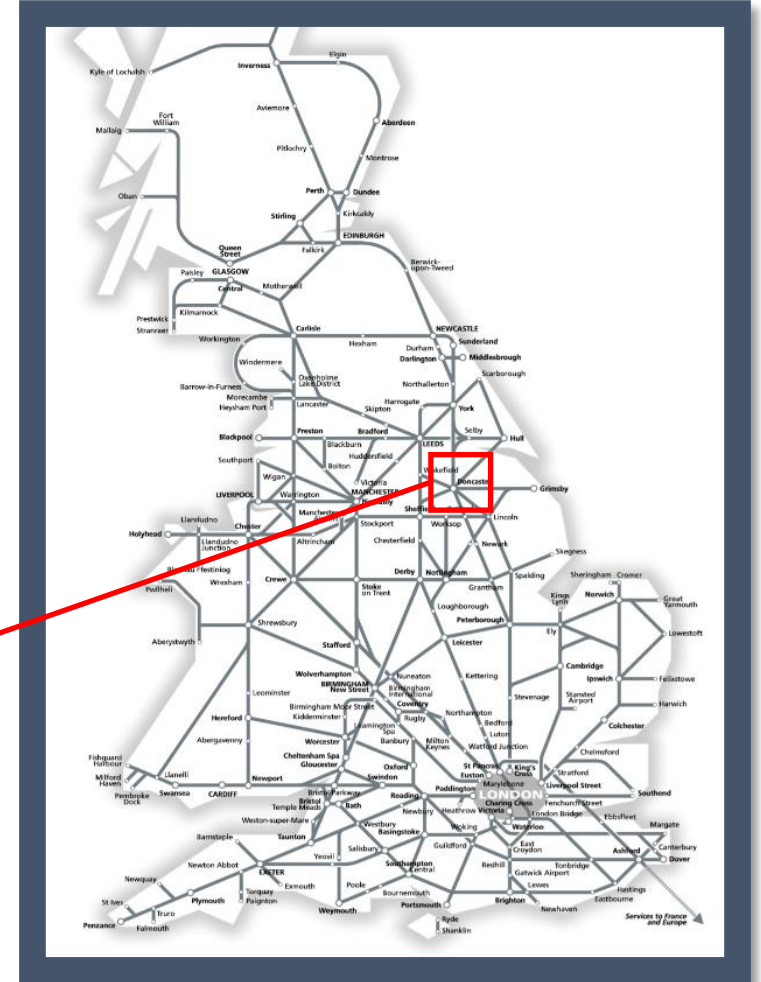 Elgin
Inverness
Kyle of Lochalsh
Aviemore
Fort
William
Mallaig
Aberdeen
Pitlochry
Montrose
Perth
Dundee
Oban
Stirling
Kirkcaldy
EDINBURGH
Queen
Street
Falkirk
Berwick-
upon-Tweed
Paisley
GLASGOW
Central
Motherwell
Prestwick
Kilmarnock
Stranraer
Carlisle
NEWCASTLE
Workington
Hexham
Sunderland
Durham
Darlington
Middlesbrough
Windermere
Scarborough
Oxenholme
Lake District
Barrow-in-Furness
Northallerton
Morecambe
Heysham Port
Lancaster
Harrogate
Skipton
York
Blackpool
Preston
Bradford
Selby
Blackburn
LEEDS
Hull
Huddersfield
Southport
Bolton
Wakefield
Wigan
Victoria
Doncaster
MANCHESTER
Grimsby
LIVERPOOL
Warrington
Manchester
Lincoln
Llandudno
Stockport
Worksop
Holyhead
Chester
Llandudno
Junction
Altrincham
Chesterfield
Newark
Skegness
Ffestiniog
Derby
Nottingham
Pwllheli
Wrexham
Crewe
Stoke
on Trent
Grantham
Spalding
Sheringham
Cromer
Loughborough
Kings
Lynn
Norwich
Great
Yarmouth
Shrewsbury
Peterborough
Ely
Lowestoft
Aberystwyth
Stafford
Leicester
Wolverhampton
Nuneaton
Kettering
Cambridge
BIRMINGHAM
New Street
Birmingham
International
Ipswich
Felixstowe
Leominster
Birmingham Moor Street
Coventry
Stevenage
Stansted
Airport
Harwich
Hereford
Kidderminster
Rugby
Northampton
Leamington
Spa
Bedford
Colchester
Abergavenny
Worcester
Banbury
Milton
Keynes
Luton
Watford Junction
Chelmsford
Fishguard
Harbour
Cheltenham Spa
Gloucester
Oxford
St Pancras
King's
Cross
Milford
Haven
Llanelli
Newport
Swindon
Euston
Stratford
Marylebone
Liverpool Street
Pembroke
Dock
Swansea
CARDIFF
Bristol Parkway
Reading
Paddington
LONDON
Southend
Bristol
Temple Meads
Bath
Newbury
Heathrow
Victoria
Charing Cross
Fenchurch Street
London Bridge
Ebbsfleet
Weston-super-Mare
Westbury
Woking
Waterloo
Margate
Barnstaple
Taunton
Basingstoke
Guildford
East
Croydon
Canterbury
Yeovil
Salisbury
Ashford
Dover
Newton Abbot
EXETER
Southampton
Central
Redhill
Tonbridge
Gatwick Airport
Newquay
Exmouth
Poole
Lewes
Hastings
St Ives
Plymouth
Torquay
Paignton
Bournemouth
Portsmouth
Brighton
Eastbourne
Truro
Weymouth
Newhaven
Penzance
Falmouth
Ryde
Shanklin
Services to France
and Europe